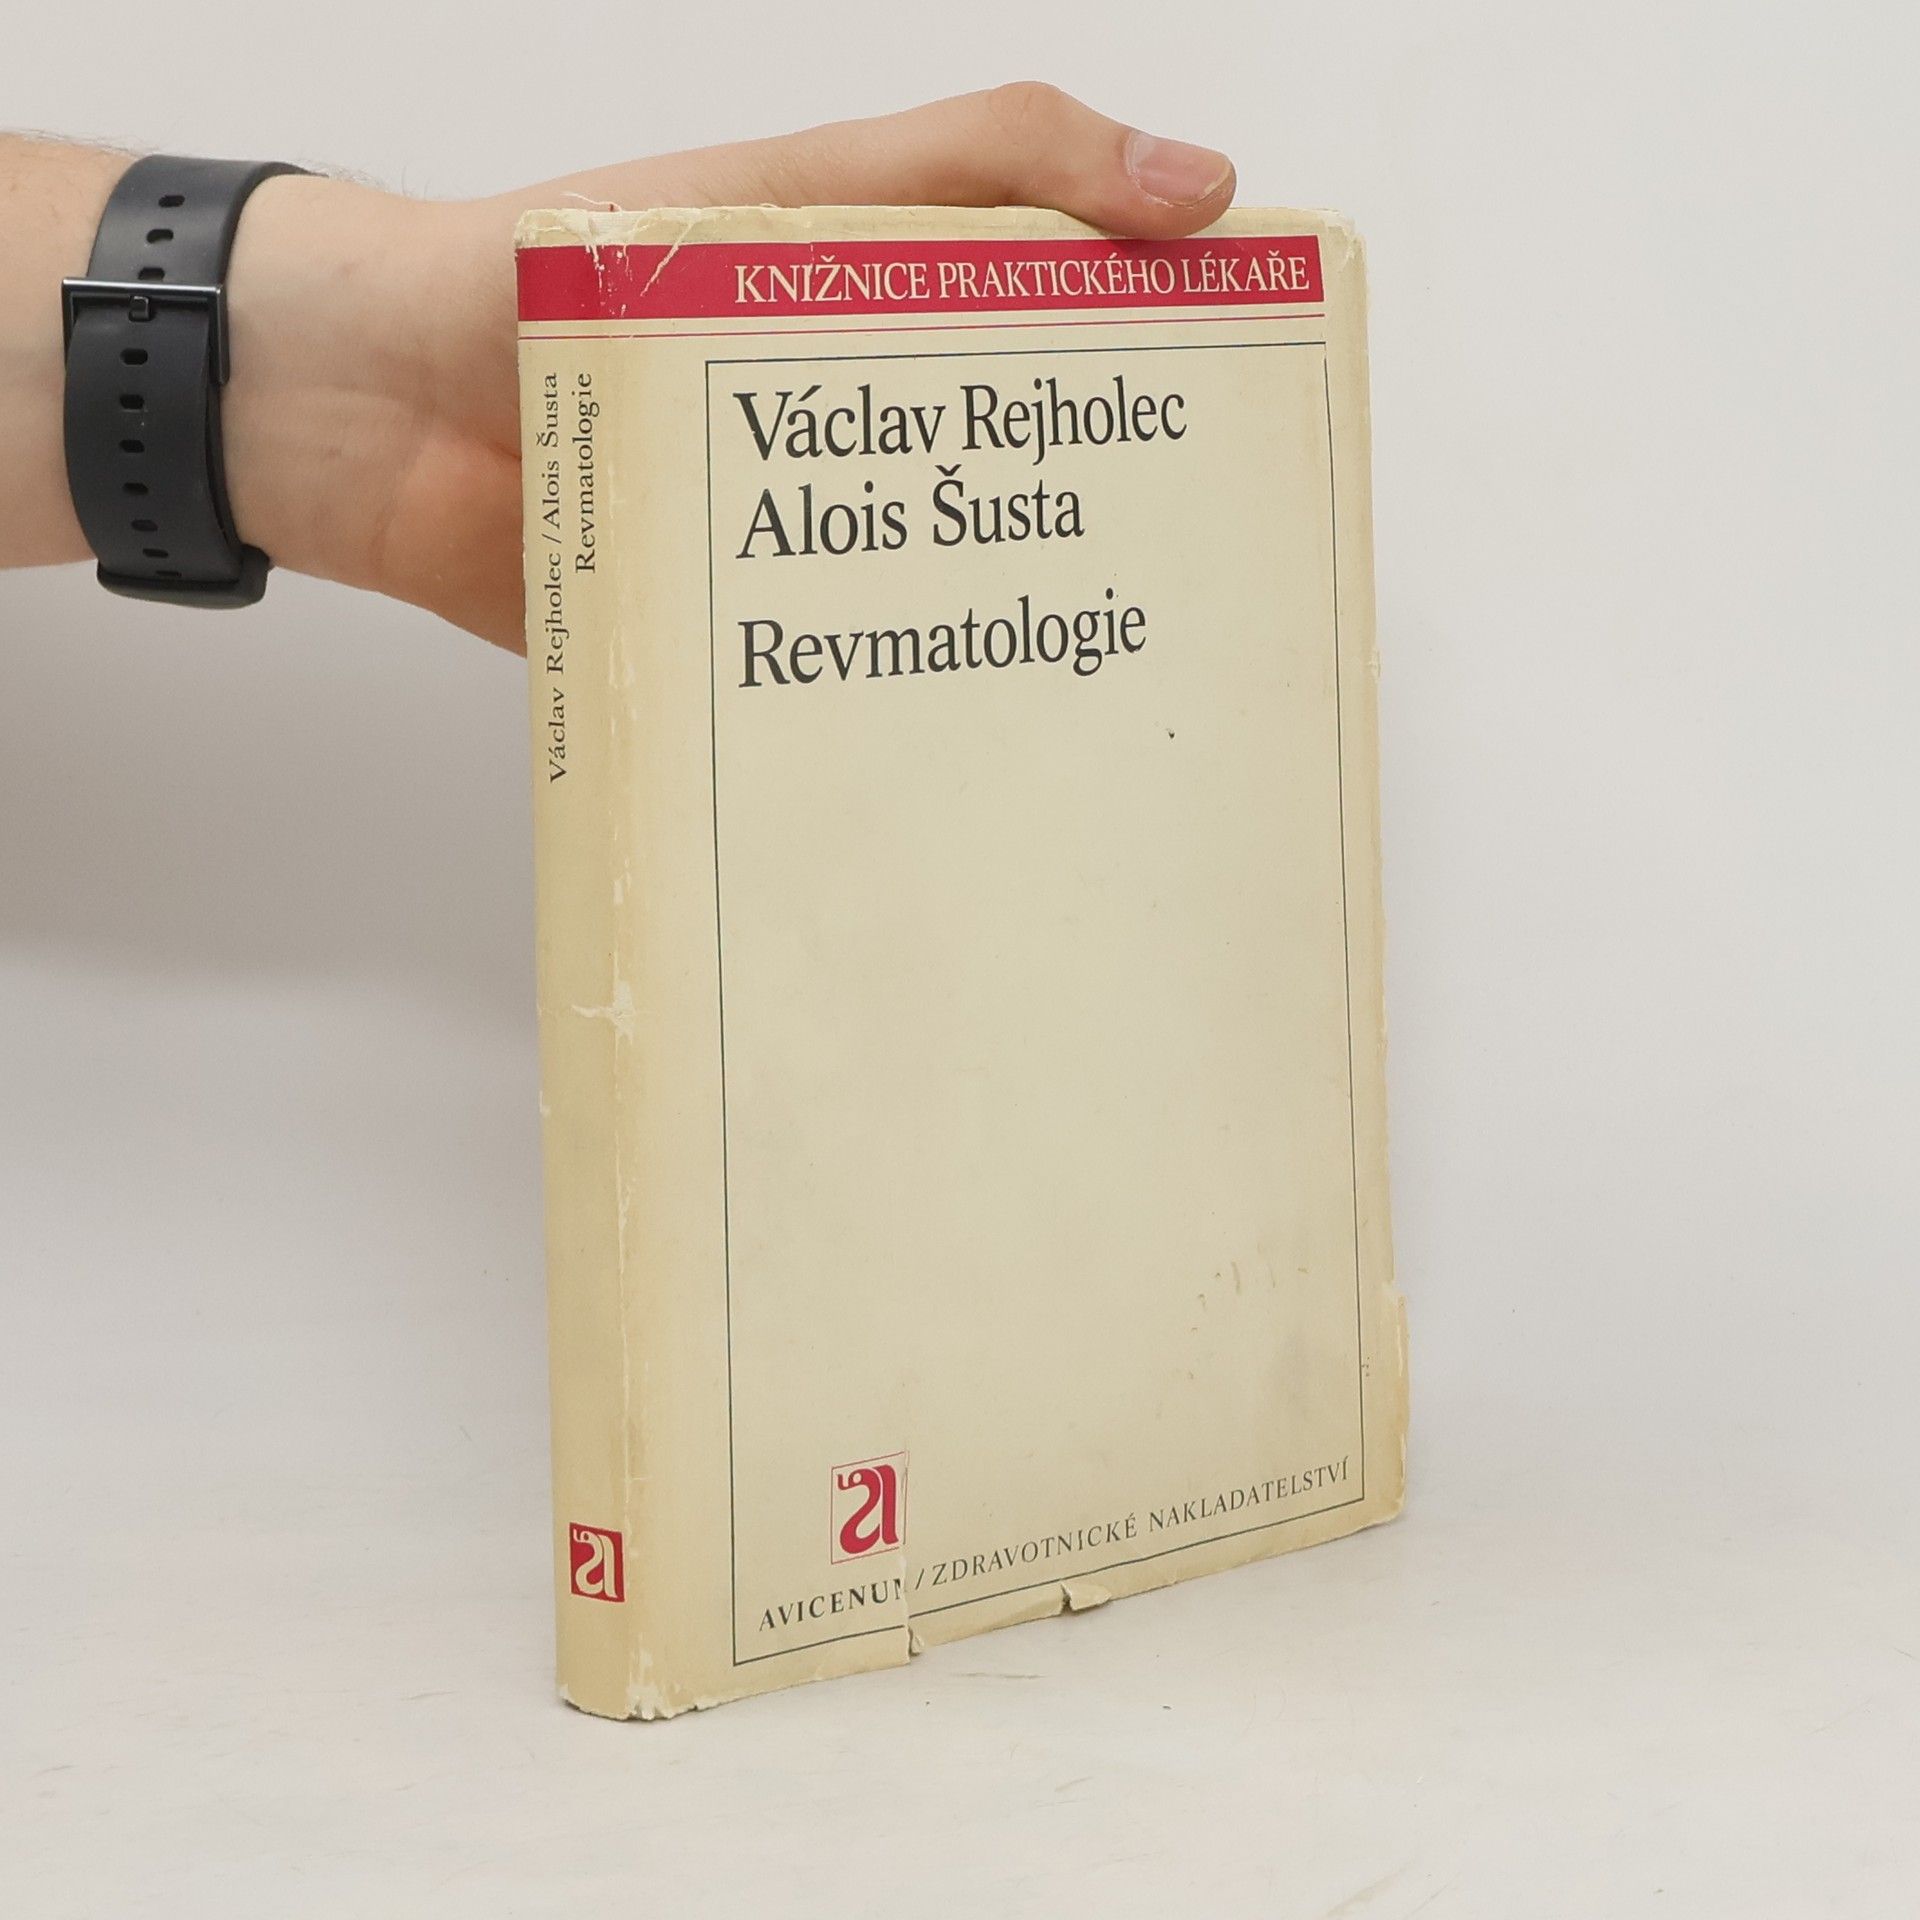 KNIŽNICE PRAKTICKÉHO LÉKAŘE
Václav Rejholec
Alois Šusta
Revmatologie
AVICENUM / ZDRAVOTNICKÉ NAKLADATELSTVÍ
Václav Rejholec / Alois Šusta
Revmatologie